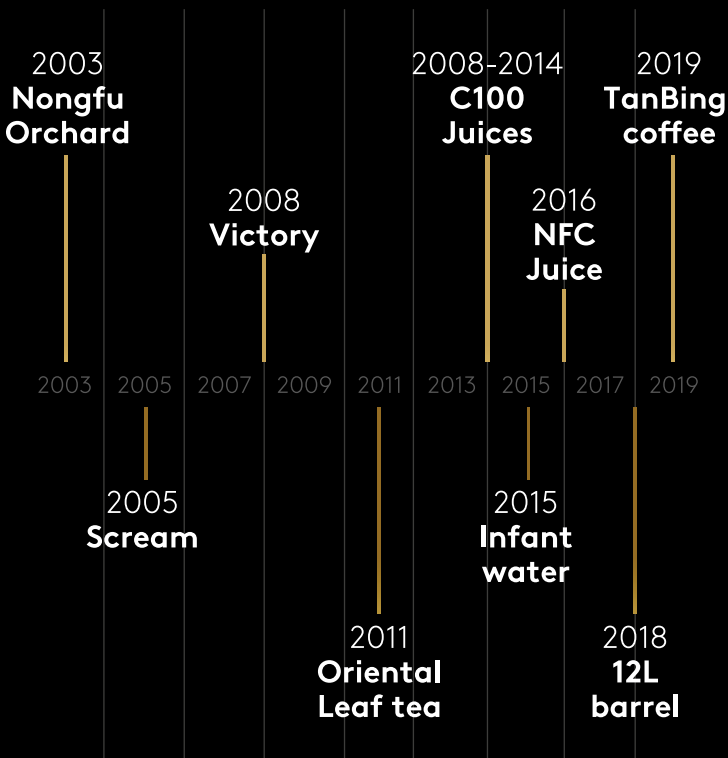 2003
Nongfu
Orchard
2008-2014
C100
Juices
2019
TanBing
coffee
2008
Victory
2016
NFC
Juice
2003 2005 2007 2009 2011 2013 2015 2017 2019
2005
Scream
2015
Infant
water
2011
Oriental
Leaf tea
2018
12L
barrel